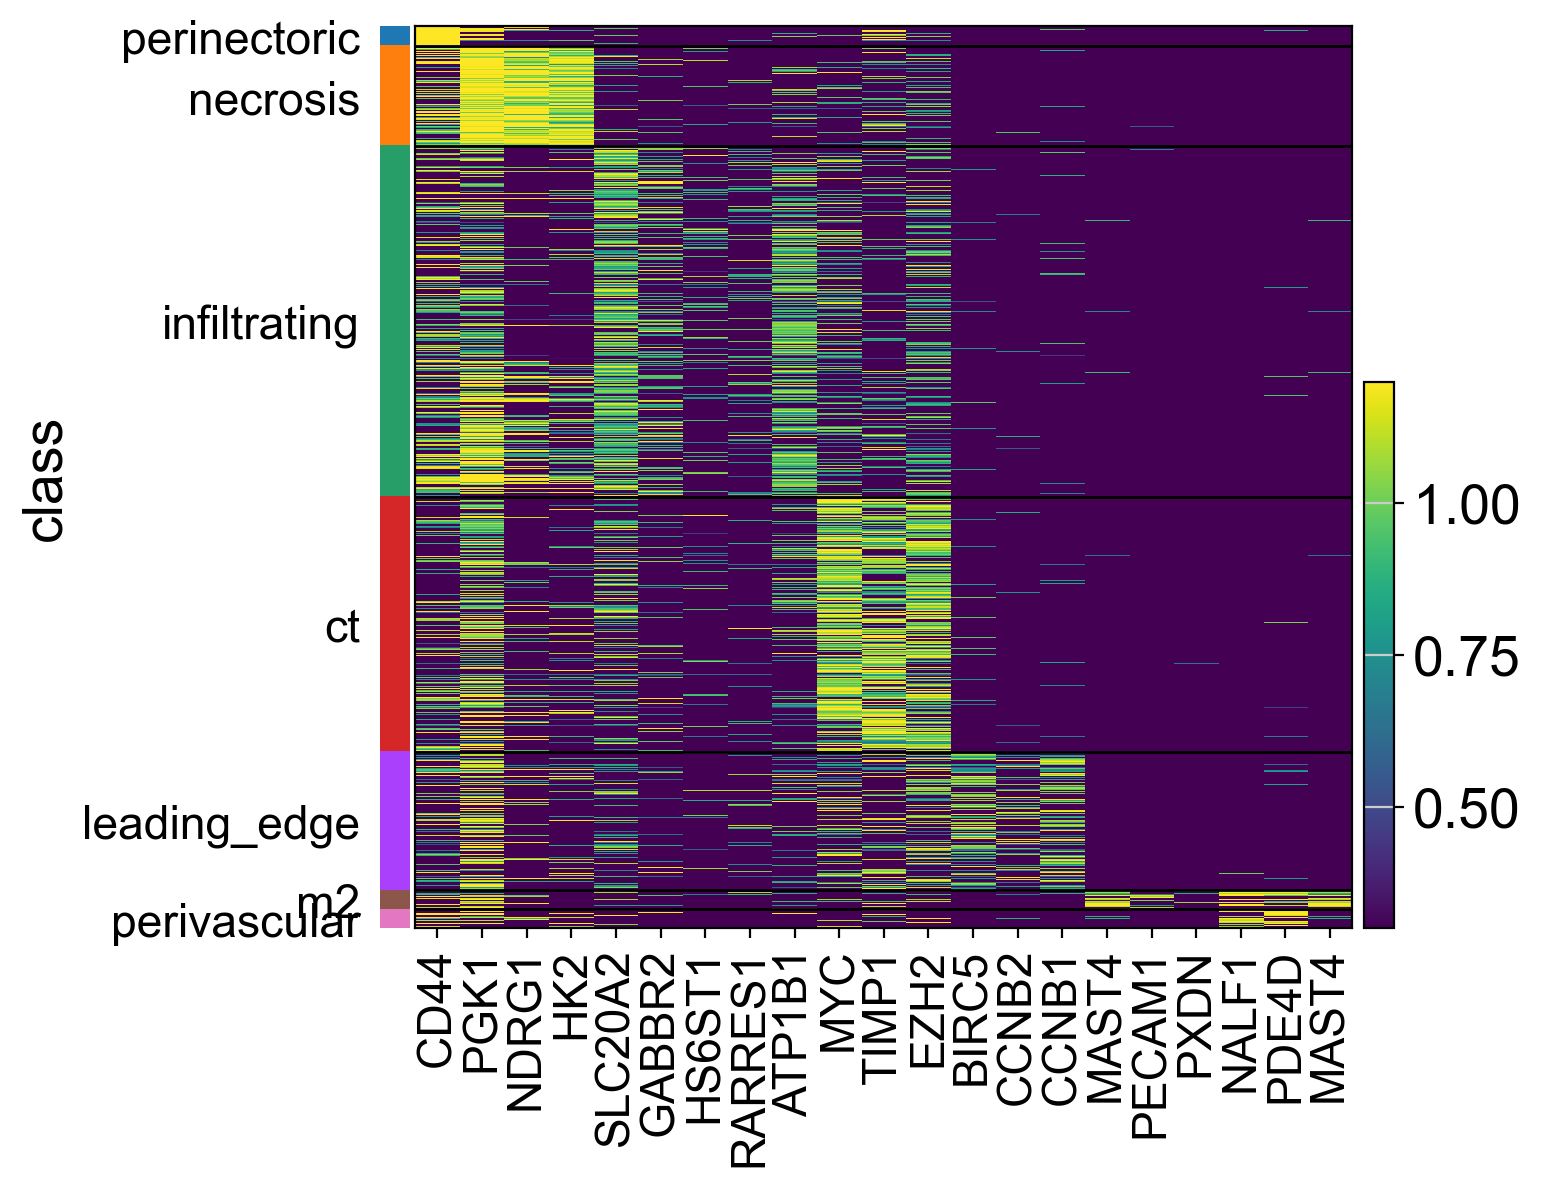 perinectoric
necrosis
infiltrating
ct
leading_edge
m2
perivascular
class
1.00
0.75
0.50
CD44
PGK1
NDRG1
HK2
SLC20A2
GABBR2
HS6ST1
RARRES1
ATP1B1
MYC
TIMP1
EZH2
BIRC5
CCNB2
CCNB1
MAST4
PECAM1
PXDN
NALF1
PDE4D
MAST4